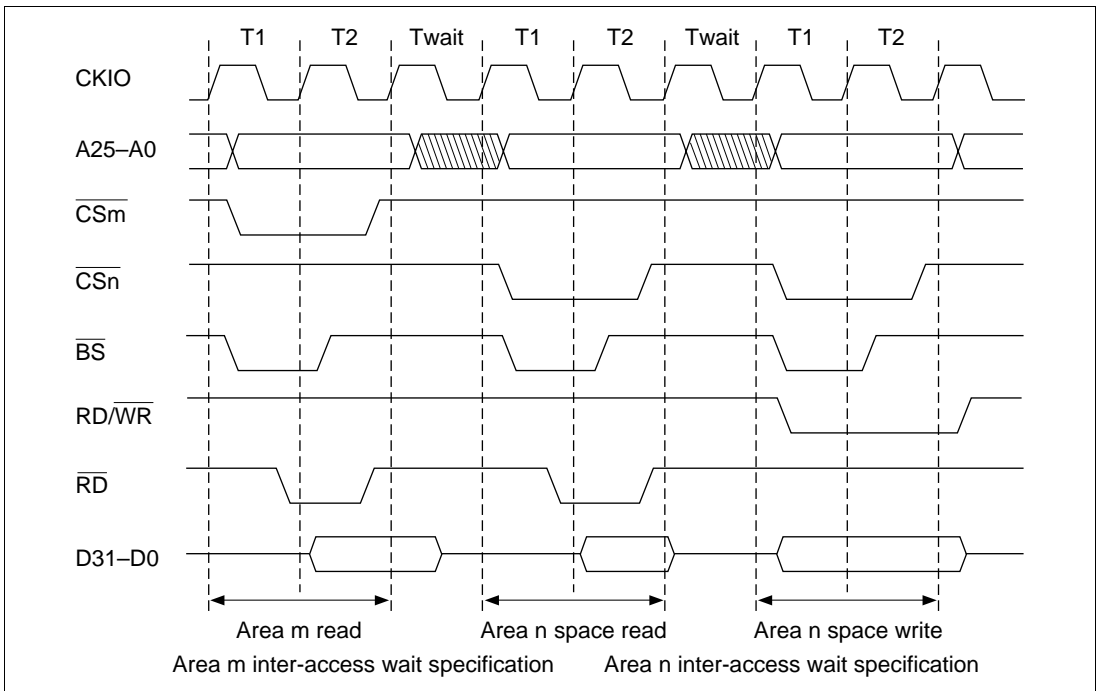 T1 T2 Twait T1 T2 Twait T1 T2
CKIO
A25–A0
CSm
CSn
BS
RD/WR
RD
D31–D0
Area m read Area n space read Area n space write
Area m inter-access wait specification Area n inter-access wait specification